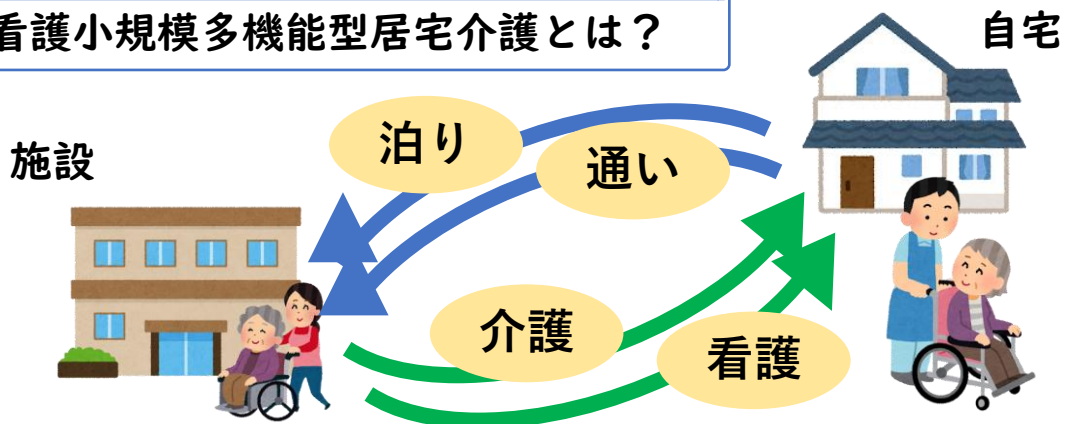 看護小規模多機能型居宅介護とは？
自宅
施設
泊り
通い
介護
看護